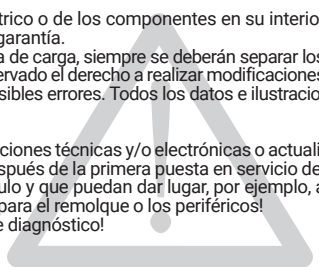 trico o de los componentes en su interio
garantía.
a de carga, siempre se deberán separar los
ervado el derecho a realizar modificaciones
sibles errores. Todos los datos e ilustracio
ciones técnicas y/o electrónicas o actuali
spués de la primera puesta en servicio de
ulo y que puedan dar lugar, por ejemplo, a
para el remolque o los periféricos!
e diagnóstico!